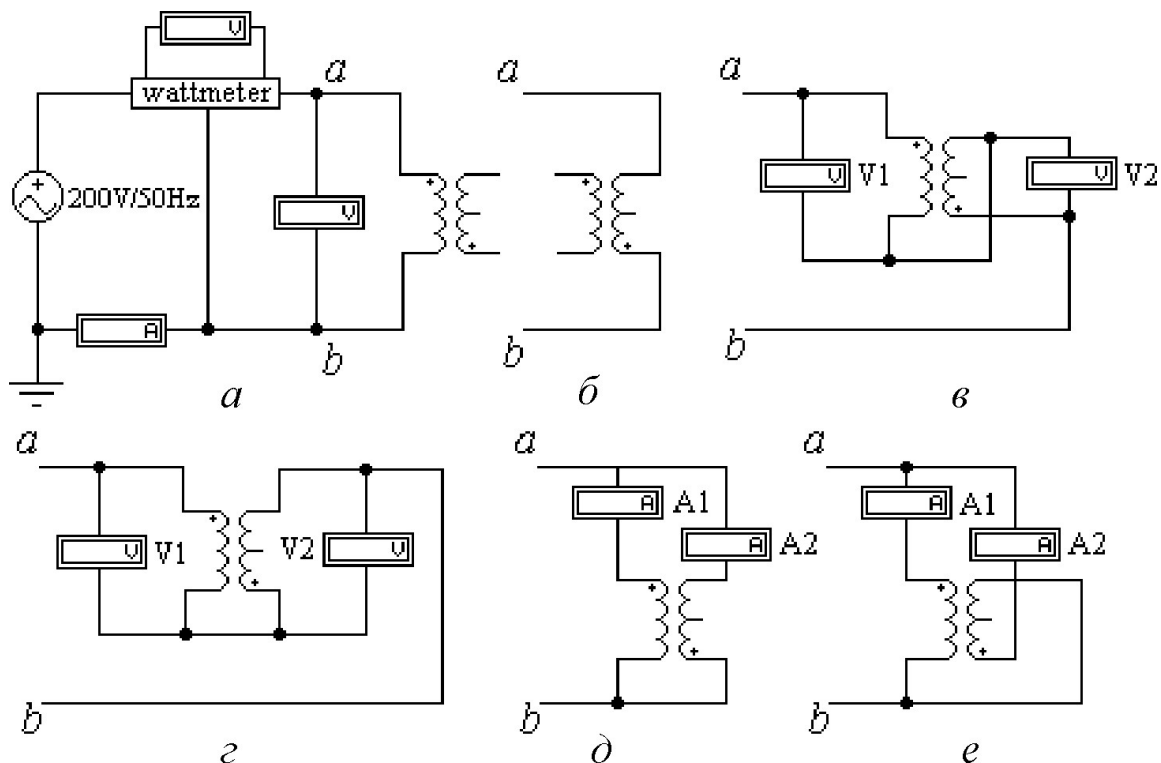 V
wattmeter
a
200V/50Hz
V
A
b
а
a
b
б
a
V V1
V V2
b
в
a
V V1
V2 V
b
г
a
A A1
A A2
b
д
a
A A1
A A2
b
е